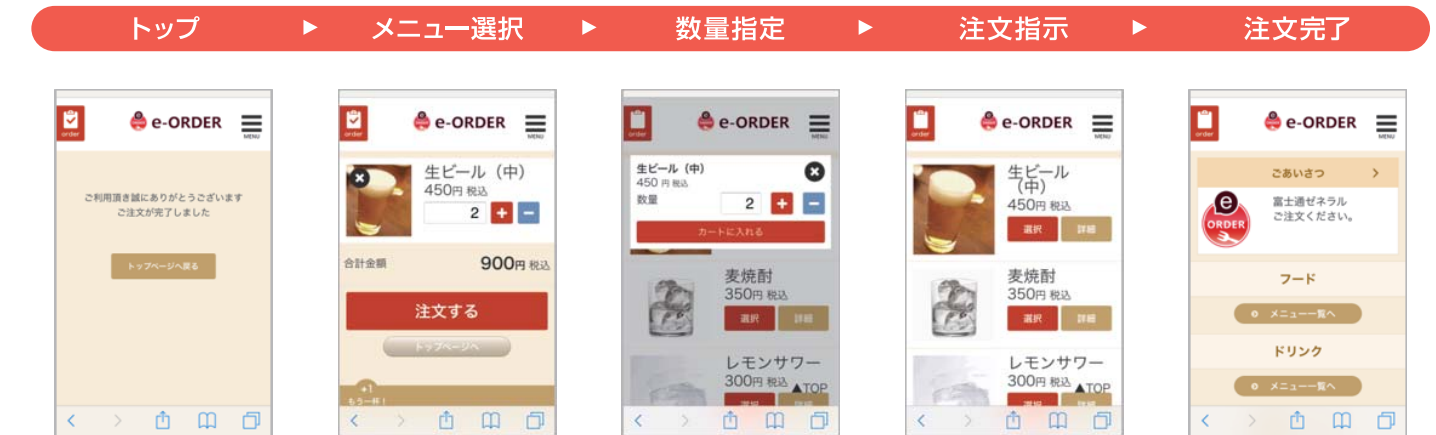 トップ ▶ メニュー選択 ▶ 数量指定 ▶ 注文指示 ▶ 注文完了
order
e-ORDER
MENU
ご利用頂き誠にありがとうございます
ご注文が完了しました
トップページへ戻る
order
e-ORDER
MENU
生ビール（中）
450円 税込
2
合計金額 900円 税込
注文する
トップページへ
+1
もう一杯！
order
e-ORDER
MENU
生ビール（中）
450 円 税込
数量 2
カートに入れる
麦焼酎
350円 税込
選択 詳細
レモンサワー
300円 税込
▲TOP
選択 詳細
order
e-ORDER
MENU
生ビール
（中）
450円 税込
選択 詳細
麦焼酎
350円 税込
選択 詳細
レモンサワー
300円 税込
▲TOP
選択 詳細
order
e-ORDER
MENU
ごあいさつ
e
ORDER
富士通ゼネラル
ご注文ください。
フード
メニュー一覧へ
ドリンク
メニュー一覧へ